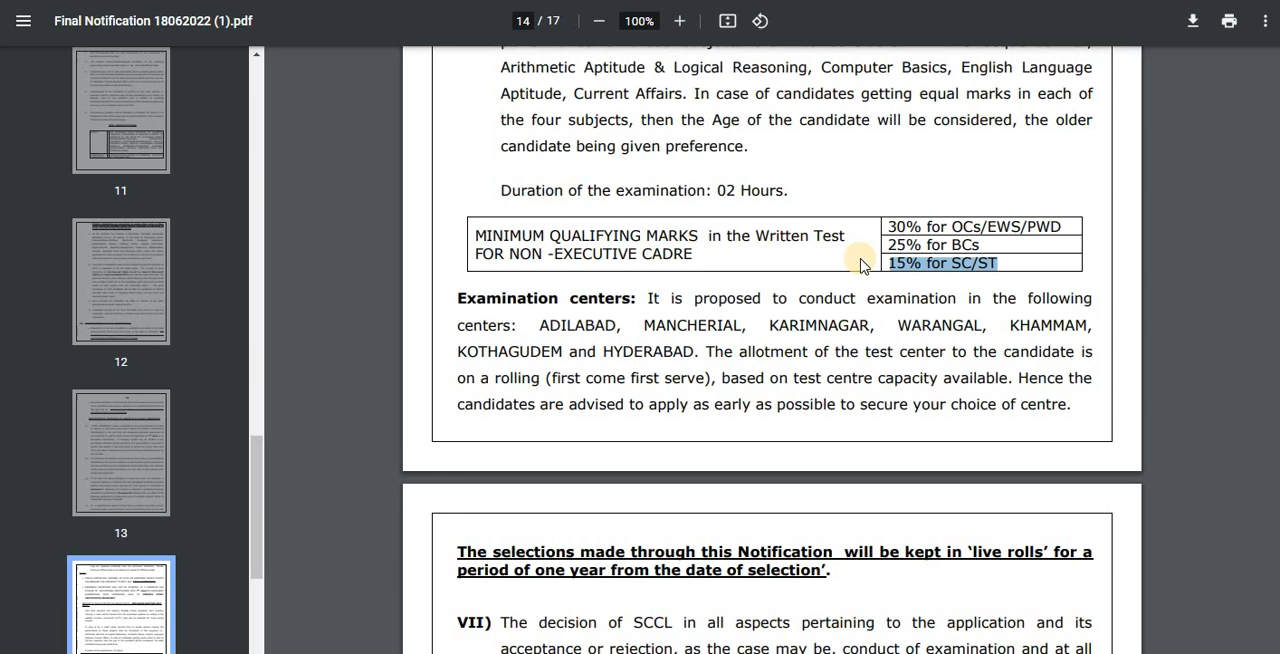 Final Notification 18062022 (1).pdf
14 / 17
100%
11
12
13
Arithmetic Aptitude & Logical Reasoning, Computer Basics, English Language
Aptitude, Current Affairs. In case of candidates getting equal marks in each of
the four subjects, then the Age of the candidate will be considered, the older
candidate being given preference.
Duration of the examination: 02 Hours.
MINIMUM QUALIFYING MARKS in the Written Test
FOR NON -EXECUTIVE CADRE
30% for OCs/EWS/PWD
25% for BCs
15% for SC/ST
Examination centers: It is proposed to conduct examination in the following
centers: ADILABAD, MANCHERIAL, KARIMNAGAR, WARANGAL, KHAMMAM,
KOTHAGUDEM and HYDERABAD. The allotment of the test center to the candidate is
on a rolling (first come first serve), based on test centre capacity available. Hence the
candidates are advised to apply as early as possible to secure your choice of centre.
The selections made through this Notification will be kept in ‘live rolls’ for a
period of one year from the date of selection’.
VII) The decision of SCCL in all aspects pertaining to the application and its
acceptance or rejection, as the case may be, conduct of examination and at all